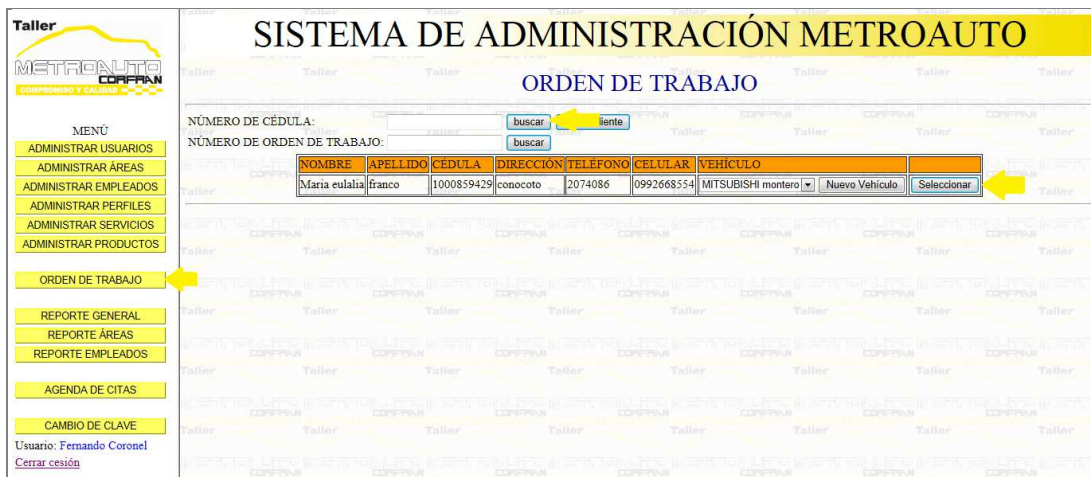 Taller
METROAUTO
CORFRAN
COMPROMISO Y CALIDAD
SISTEMA DE ADMINISTRACIÓN METROAUTO
ORDEN DE TRABAJO
MENÚ
ADMINISTRAR USUARIOS
ADMINISTRAR ÁREAS
ADMINISTRAR EMPLEADOS
ADMINISTRAR PERFILES
ADMINISTRAR SERVICIOS
ADMINISTRAR PRODUCTOS
ORDEN DE TRABAJO
REPORTE GENERAL
REPORTE ÁREAS
REPORTE EMPLEADOS
AGENDA DE CITAS
CAMBIO DE CLAVE
Usuario: Fernando Coronel
Cerrar cesión
NÚMERO DE CÉDULA: buscar
NÚMERO DE ORDEN DE TRABAJO: buscar
NOMBRE APELLIDO CÉDULA DIRECCIÓN TELÉFONO CELULAR VEHÍCULO
Maria eulalia franco 1000859429 conocoto 2074086 0992668554 MITSUBISHI montero Nuevo Vehículo Seleccionar